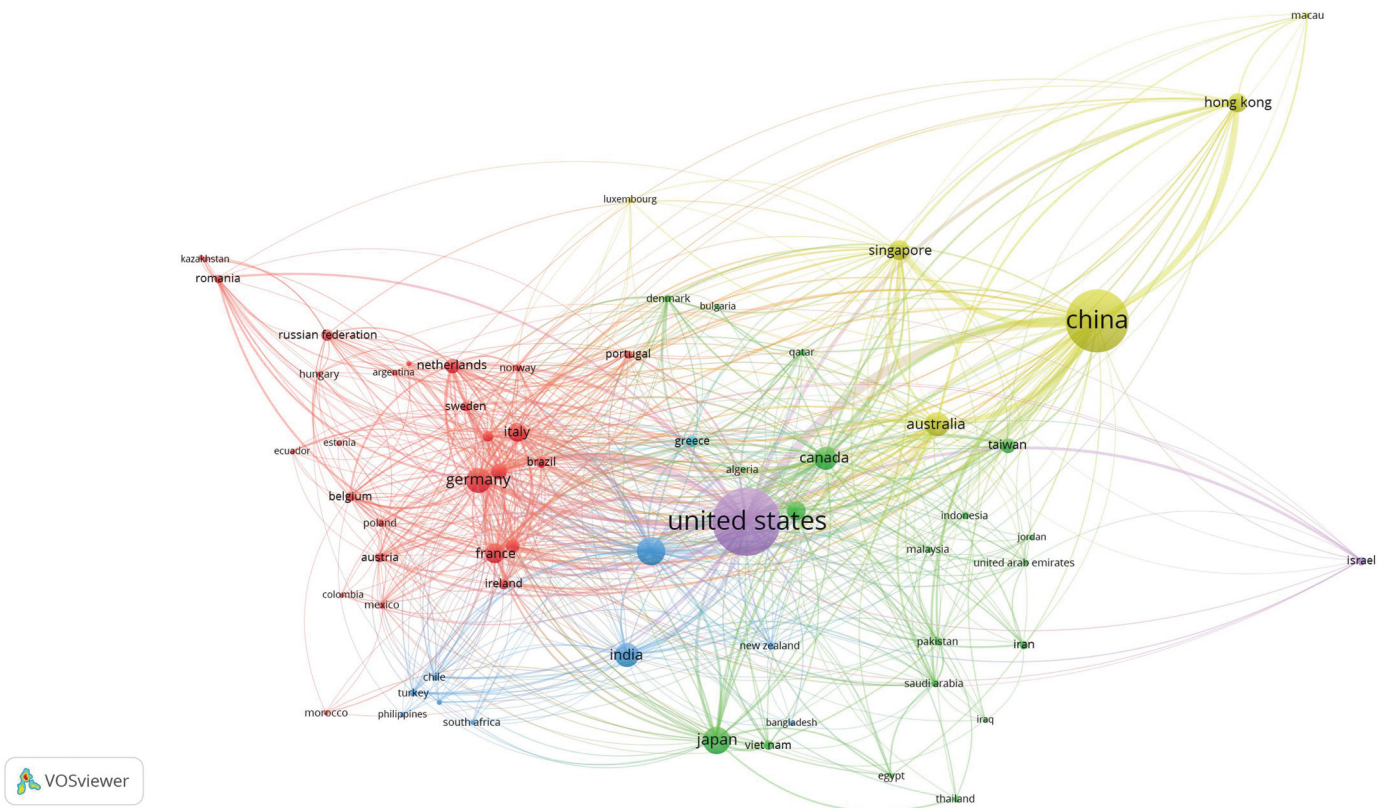 macau
hong kong
luxembourg
singapore
kazakhstan
romania
denmark
bulgaria
china
russian federation
portugal
qatar
netherlands
norway
argentina
hungary
sweden
australia
italy
greece
taiwan
estonia
ecuador
brazil
canada
algeria
germany
belgium
indonesia
poland
united states
jordan
malaysia
france
austria
united arab emirates
israel
ireland
colombia
mexico
pakistan
iran
new zealand
india
chile
saudi arabia
turkey
morocco
philippines
south africa
bangladesh
iraq
japan
viet nam
egypt
VOSviewer
thailand